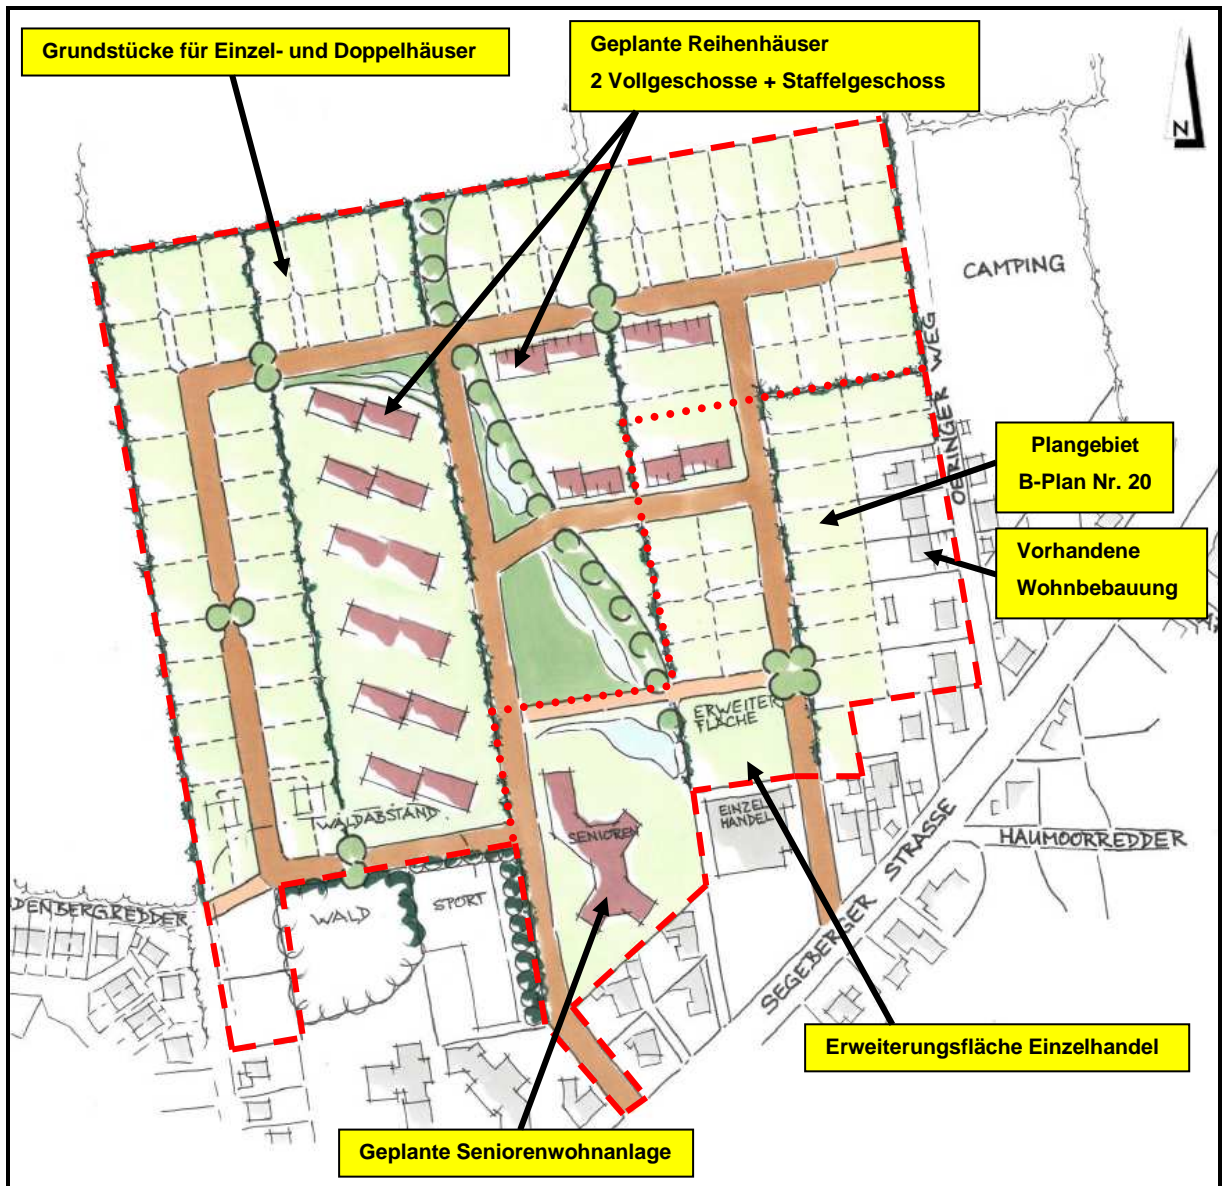 Grundstücke für Einzel- und Doppelhäuser
Geplante Reihenhäuser
2 Vollgeschosse + Staffelgeschoss
N
CAMPING
OERINGER WEG
Plangebiet
B-Plan Nr. 20
Vorhandene
Wohnbebauung
ERWEITER
FLÄCHE
EINZEL
HANDEL
SENIOREN
WALDABSTAND
HAUMOORREDDER
DENBERGREDDER
WALD
SPORT
SEGEBERGER STRASSE
Erweiterungsfläche Einzelhandel
Geplante Seniorenwohnanlage